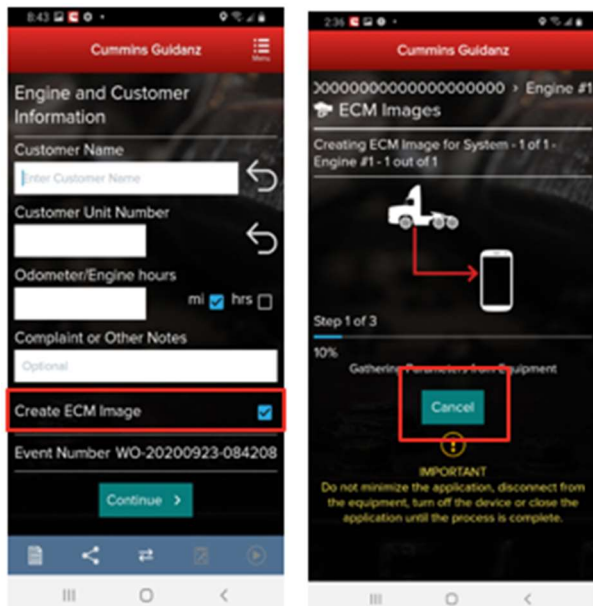 8:43
Cummins Guidanz
Menu
Engine and Customer
Information
Customer Name
Enter Customer Name
Customer Unit Number
Odometer/Engine hours
mi hrs
Complaint or Other Notes
Optional
Create ECM Image
Event Number WO-20200923-084208
Continue >
2:36
Cummins Guidanz
XXXXXXXXXXXXXXXXXXXX > Engine #1
ECM Images
Creating ECM Image for System - 1 of 1 -
Engine #1 - 1 out of 1
Step 1 of 3
10%
Gathering Parameters from Equipment
Cancel
IMPORTANT
Do not minimize the application, disconnect from
the equipment, turn off the device or close the
application until the process is complete.